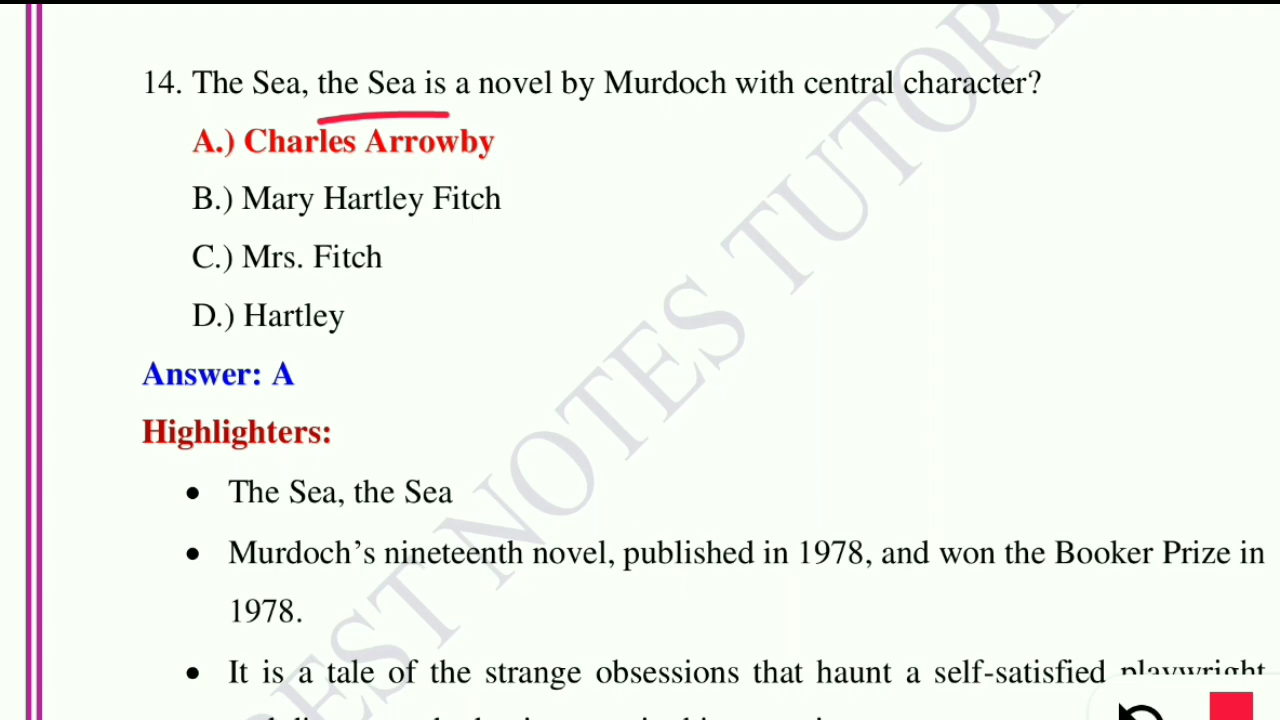 14. The Sea, the Sea is a novel by Murdoch with central character?
A.) Charles Arrowby
B.) Mary Hartley Fitch
C.) Mrs. Fitch
D.) Hartley
Answer: A
Highlighters:
• The Sea, the Sea
• Murdoch’s nineteenth novel, published in 1978, and won the Booker Prize in
1978.
• It is a tale of the strange obsessions that haunt a self-satisfied playwright
NOTES